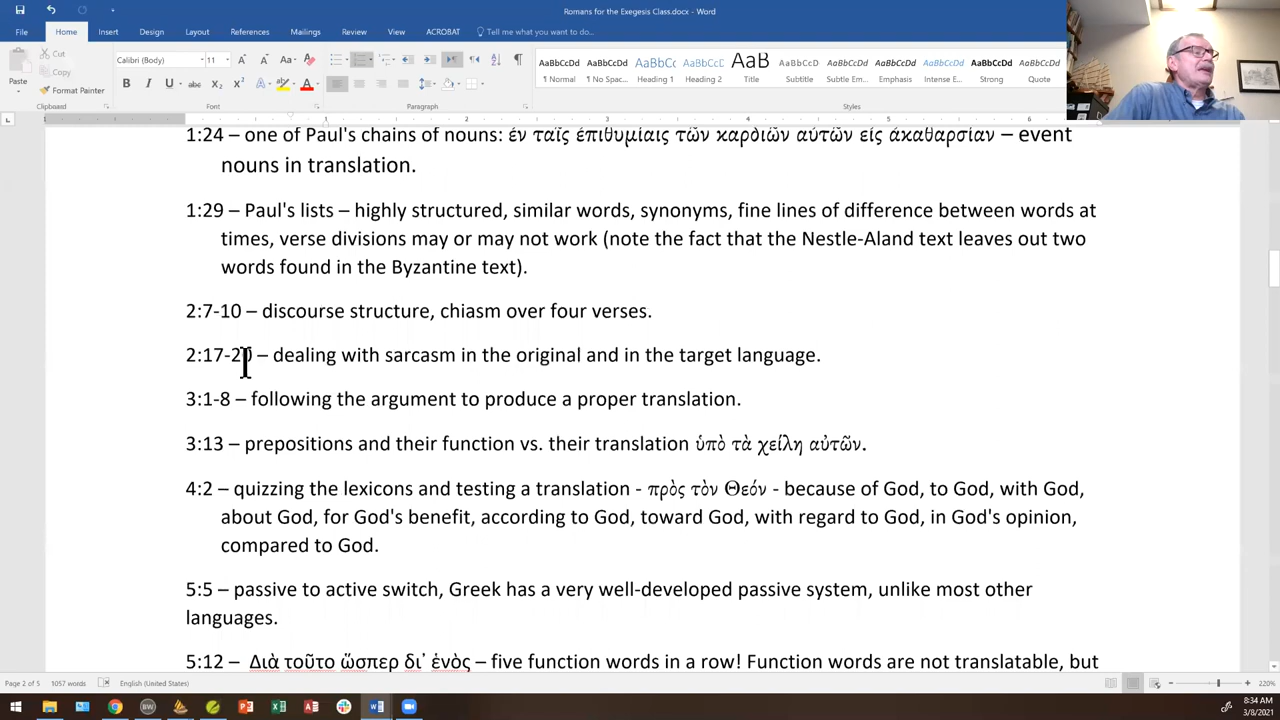 Romans for the Exegesis Class.docx - Word
File Home Insert Design Layout References Mailings Review View ACROBAT Tell me what you want to do...
Cut
Copy
Paste
Format Painter
Calibri (Body) 11
Clipboard Font Paragraph Styles
¶ Normal ¶ No Spac... Heading 1 Heading 2 Title Subtitle Subtle Em... Emphasis Intense E... Strong Quote
1:24 – one of Paul's chains of nouns: ἐν ταῖς ἐπιθυμίαις τῶν καρδιῶν αὐτῶν εἰς ἀκαθαρσίαν – event
nouns in translation.
1:29 – Paul's lists – highly structured, similar words, synonyms, fine lines of difference between words at
times, verse divisions may or may not work (note the fact that the Nestle-Aland text leaves out two
words found in the Byzantine text).
2:7-10 – discourse structure, chiasm over four verses.
2:17-20 – dealing with sarcasm in the original and in the target language.
3:1-8 – following the argument to produce a proper translation.
3:13 – prepositions and their function vs. their translation ὑπὸ τὰ χείλη αὐτῶν.
4:2 – quizzing the lexicons and testing a translation - πρὸς τὸν Θεόν - because of God, to God, with God,
about God, for God's benefit, according to God, toward God, with regard to God, in God's opinion,
compared to God.
5:5 – passive to active switch, Greek has a very well-developed passive system, unlike most other
languages.
5:12 – Διὰ τοῦτο ὥσπερ δι᾽ ἑνὸς – five function words in a row! Function words are not translatable, but
Page 2 of 5 1057 words English (United States) 220%
8:34 AM
3/8/2021